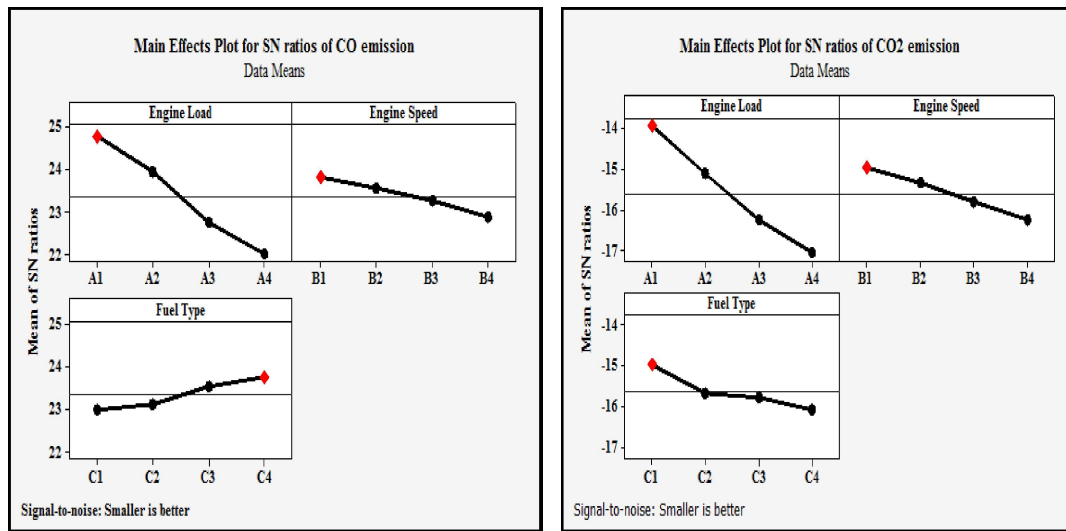 Main Effects Plot for SN ratios of CO emission
Data Means
Engine Load
Engine Speed
25
24
23
22
A1 A2 A3 A4 B1 B2 B3 B4
Fuel Type
25
24
23
22
C1 C2 C3 C4
Mean of SN ratios
Signal-to-noise: Smaller is better
Main Effects Plot for SN ratios of CO2 emission
Data Means
Engine Load
Engine Speed
-14
-15
-16
-17
A1 A2 A3 A4 B1 B2 B3 B4
Fuel Type
-14
-15
-16
-17
C1 C2 C3 C4
Mean of SN ratios
Signal-to-noise: Smaller is better